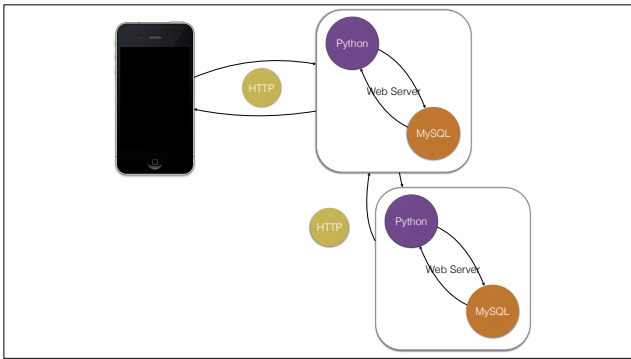 Python
HTTP
Web Server
MySQL
HTTP
Python
Web Server
MySQL